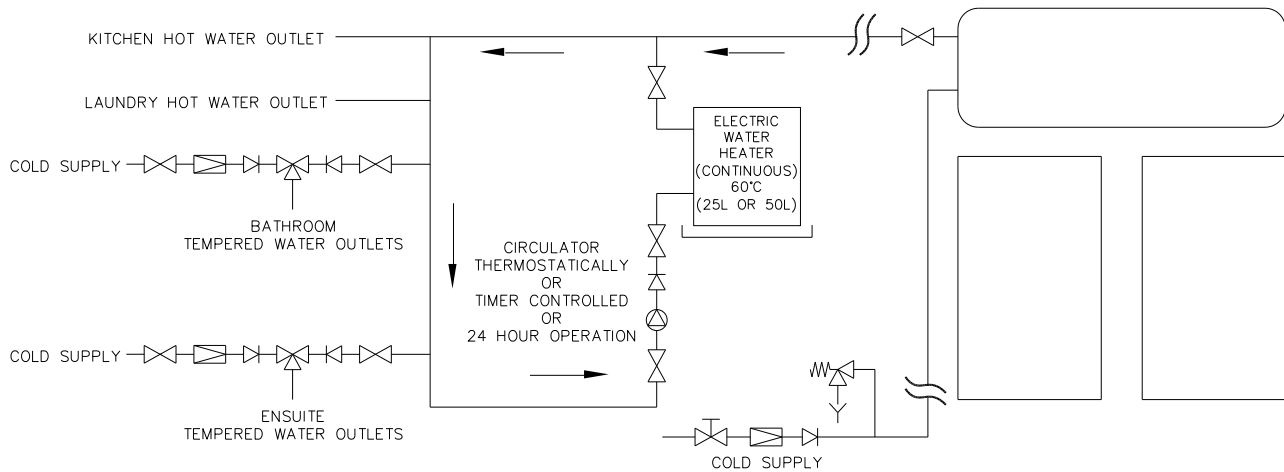 KITCHEN HOT WATER OUTLET
LAUNDRY HOT WATER OUTLET
COLD SUPPLY
BATHROOM
TEMPERED WATER OUTLETS
ELECTRIC
WATER
HEATER
(CONTINUOUS)
60°C
(25L OR 50L)
CIRCULATOR
THERMOSTATICALLY
OR
TIMER CONTROLLED
OR
24 HOUR OPERATION
COLD SUPPLY
ENSUITE
TEMPERED WATER OUTLETS
COLD SUPPLY